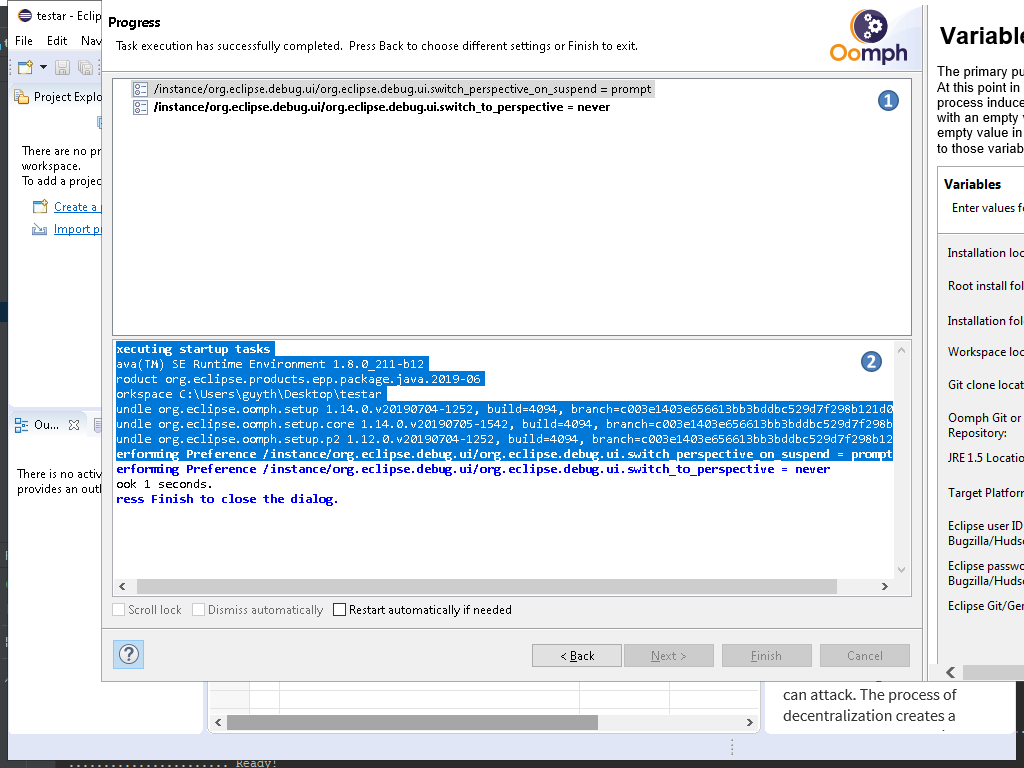 testar - Eclip
File Edit Nav
Project Explo
There are no pr
workspace.
To add a projec
Create a p
Import pr
Ou...
There is no activ
provides an outl
Progress
Task execution has successfully completed. Press Back to choose different settings or Finish to exit.
Oomph
/instance/org.eclipse.debug.ui/org.eclipse.debug.ui.switch_perspective_on_suspend = prompt
/instance/org.eclipse.debug.ui/org.eclipse.debug.ui.switch_to_perspective = never
1
xecuting startup tasks
ava(TM) SE Runtime Environment 1.8.0_211-b12
roduct org.eclipse.products.epp.package.java.2019-06
orkspace C:\Users\guyth\Desktop\testar
undle org.eclipse.oomph.setup 1.14.0.v20190704-1252, build=4094, branch=c003e1403e656613bb3bddbc529d7f298b121d0
undle org.eclipse.oomph.setup.core 1.14.0.v20190705-1542, build=4094, branch=c003e1403e656613bb3bddbc529d7f298b
undle org.eclipse.oomph.setup.p2 1.12.0.v20190704-1252, build=4094, branch=c003e1403e656613bb3bddbc529d7f298b12
erforming Preference /instance/org.eclipse.debug.ui/org.eclipse.debug.ui.switch_perspective_on_suspend = prompt
erforming Preference /instance/org.eclipse.debug.ui/org.eclipse.debug.ui.switch_to_perspective = never
ook 1 seconds.
ress Finish to close the dialog.
2
Scroll lock Dismiss automatically Restart automatically if needed
?
< Back Next > Finish Cancel
Variable
The primary pu
At this point in
process induce
with an empty v
empty value in
to those variab
Variables
Enter values fo
Installation loc
Root install fol
Installation fol
Workspace loc
Git clone locat
Oomph Git or
Repository:
JRE 1.5 Locatio
Target Platforn
Eclipse user ID
Bugzilla/Hudso
Eclipse passwo
Bugzilla/Hudso
Eclipse Git/Ger
can attack. The process of
decentralization creates a
Ready!